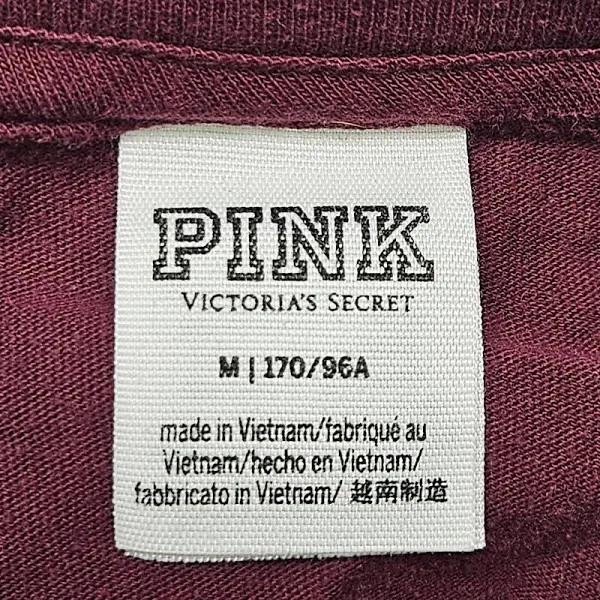 PINK
VICTORIA'S SECRET
M | 170/96A
made in Vietnam/fabriqué au
Vietnam/hecho en Vietnam/
fabbricato in Vietnam/ 越南制造